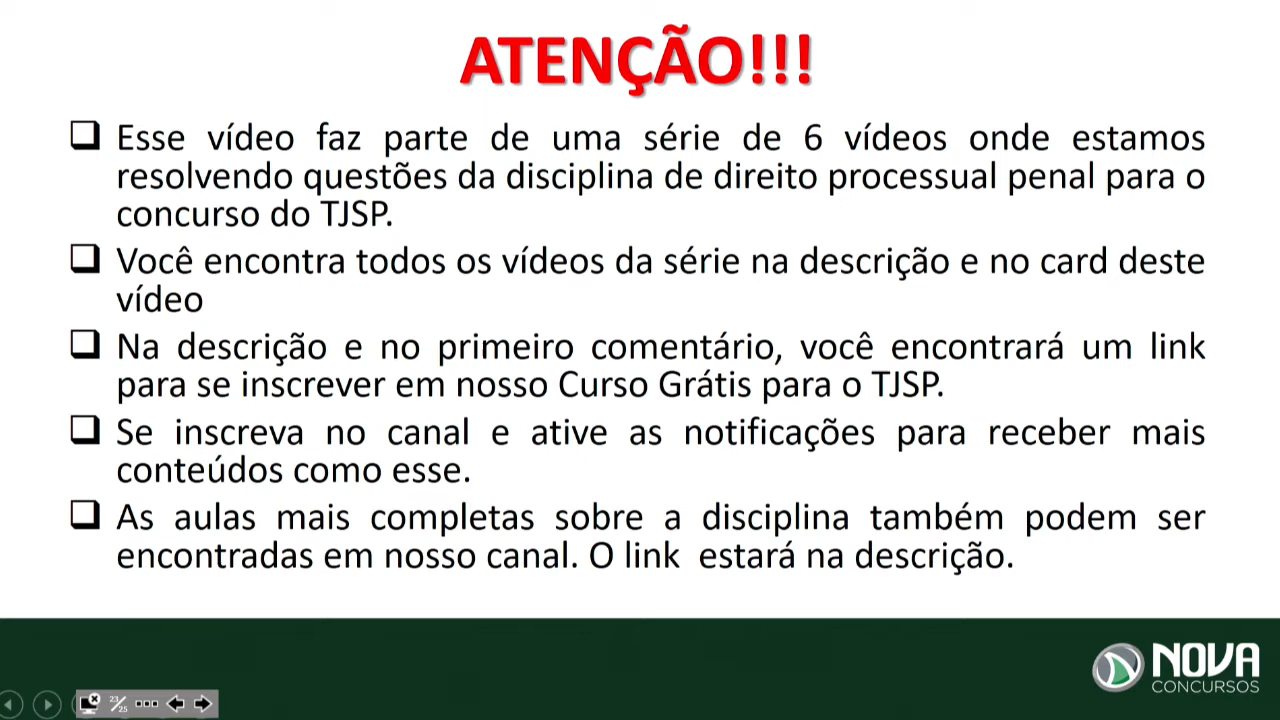 ATENÇÃO!!!
Esse vídeo faz parte de uma série de 6 vídeos onde estamos
resolvendo questões da disciplina de direito processual penal para o
concurso do TJSP.
Você encontra todos os vídeos da série na descrição e no card deste
vídeo
Na descrição e no primeiro comentário, você encontrará um link
para se inscrever em nosso Curso Grátis para o TJSP.
Se inscreva no canal e ative as notificações para receber mais
conteúdos como esse.
As aulas mais completas sobre a disciplina também podem ser
encontradas em nosso canal. O link  estará na descrição.
NOVA
CONCURSOS
23/25